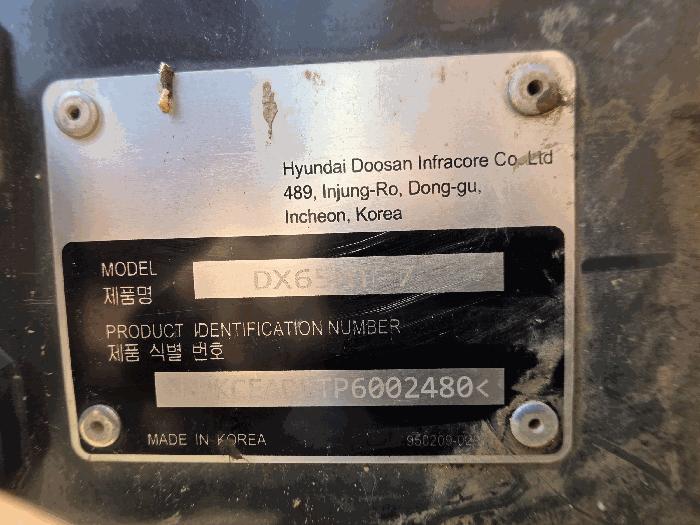 Hyundai Doosan Infracore Co. Ltd
489, Injung-Ro, Dong-gu,
Incheon, Korea
MODEL
제품명
PRODUCT IDENTIFICATION NUMBER
제품 식별 번호
MADE IN KOREA